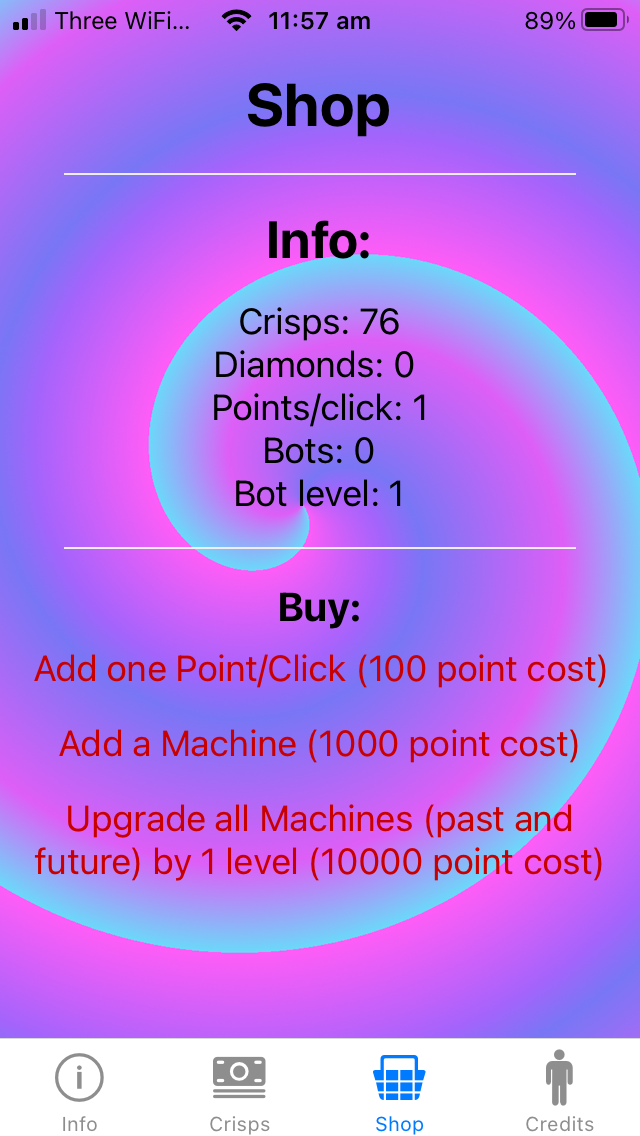 Three WiFi... 11:57 am 89%
Shop
Info:
Crisps: 76
Diamonds: 0
Points/click: 1
Bots: 0
Bot level: 1
Buy:
Add one Point/Click (100 point cost)
Add a Machine (1000 point cost)
Upgrade all Machines (past and
future) by 1 level (10000 point cost)
Info Crisps Shop Credits